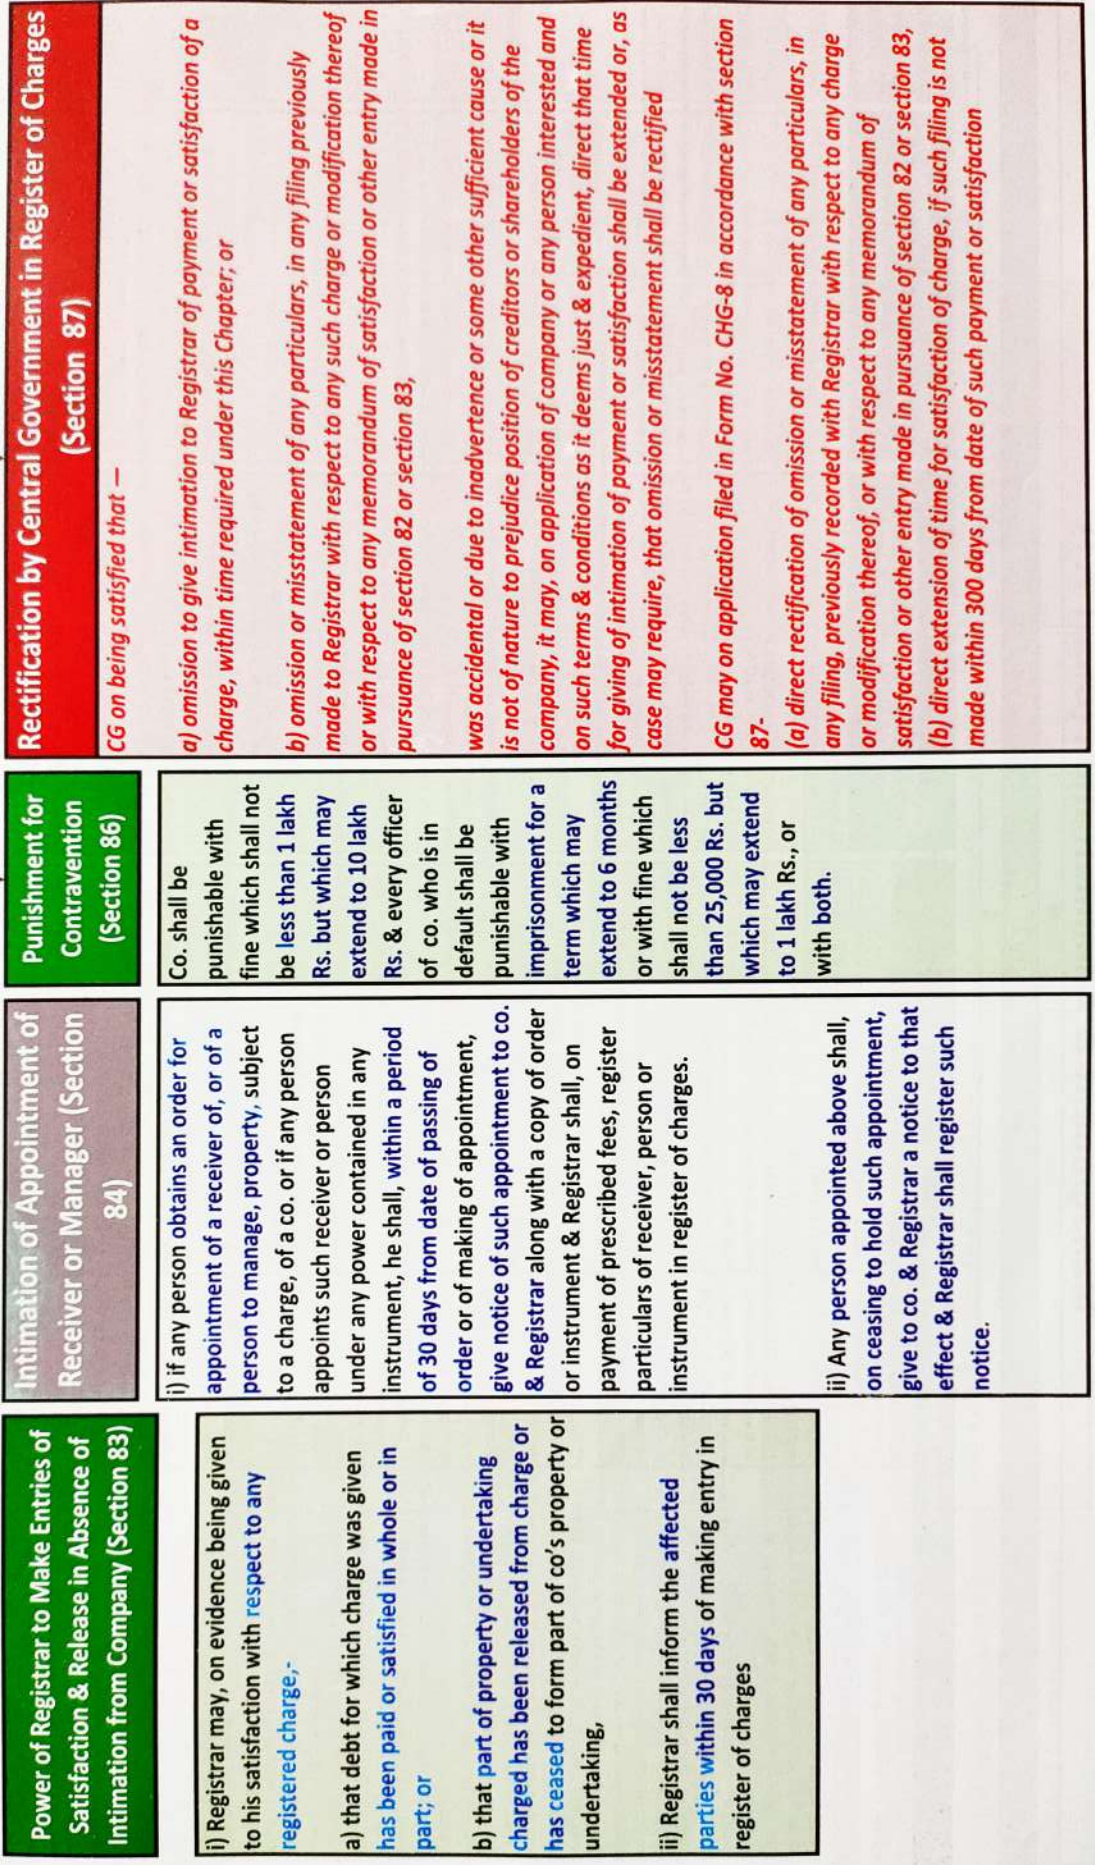 Power of Registrar to Make Entries of
Satisfaction & Release in Absence of
Intimation from Company (Section 83)
i) Registrar may, on evidence being given
to his satisfaction with respect to any
registered charge,-
a) that debt for which charge was given
has been paid or satisfied in whole or in
part; or
b) that part of property or undertaking
charged has been released from charge or
has ceased to form part of co's property or
undertaking,
ii) Registrar shall inform the affected
parties within 30 days of making entry in
register of charges
Intimation of Appointment of
Receiver or Manager (Section
84)
i) if any person obtains an order for
appointment of a receiver of, or of a
person to manage, property, subject
to a charge, of a co. or if any person
appoints such receiver or person
under any power contained in any
instrument, he shall, within a period
of 30 days from date of passing of
order or of making of appointment,
give notice of such appointment to co.
& Registrar along with a copy of order
or instrument & Registrar shall, on
payment of prescribed fees, register
particulars of receiver, person or
instrument in register of charges.
ii) Any person appointed above shall,
on ceasing to hold such appointment,
give to co. & Registrar a notice to that
effect & Registrar shall register such
notice.
Punishment for
Contravention
(Section 86)
Co. shall be
punishable with
fine which shall not
be less than 1 lakh
Rs. but which may
extend to 10 lakh
Rs. & every officer
of co. who is in
default shall be
punishable with
imprisonment for a
term which may
extend to 6 months
or with fine which
shall not be less
than 25,000 Rs. but
which may extend
to 1 lakh Rs., or
with both.
Rectification by Central Government in Register of Charges
(Section 87)
CG on being satisfied that —
a) omission to give intimation to Registrar of payment or satisfaction of a
charge, within time required under this Chapter; or
b) omission or misstatement of any particulars, in any filing previously
made to Registrar with respect to any such charge or modification thereof
or with respect to any memorandum of satisfaction or other entry made in
pursuance of section 82 or section 83,
was accidental or due to inadvertence or some other sufficient cause or it
is not of nature to prejudice position of creditors or shareholders of the
company, it may, on application of company or any person interested and
on such terms & conditions as it deems just & expedient, direct that time
for giving of intimation of payment or satisfaction shall be extended or, as
case may require, that omission or misstatement shall be rectified
CG may on application filed in Form No. CHG-8 in accordance with section
87-
(a) direct rectification of omission or misstatement of any particulars, in
any filing, previously recorded with Registrar with respect to any charge
or modification thereof, or with respect to any memorandum of
satisfaction or other entry made in pursuance of section 82 or section 83,
(b) direct extension of time for satisfaction of charge, if such filing is not
made within 300 days from date of such payment or satisfaction